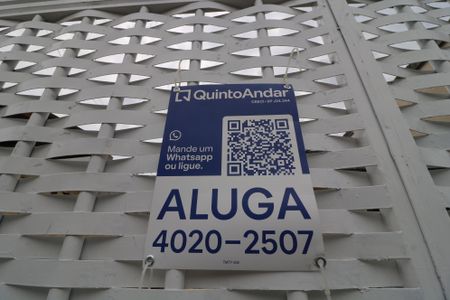 QuintoAndar
Mande um
Whatsapp
ou ligue.
ALUGA
4020-2507